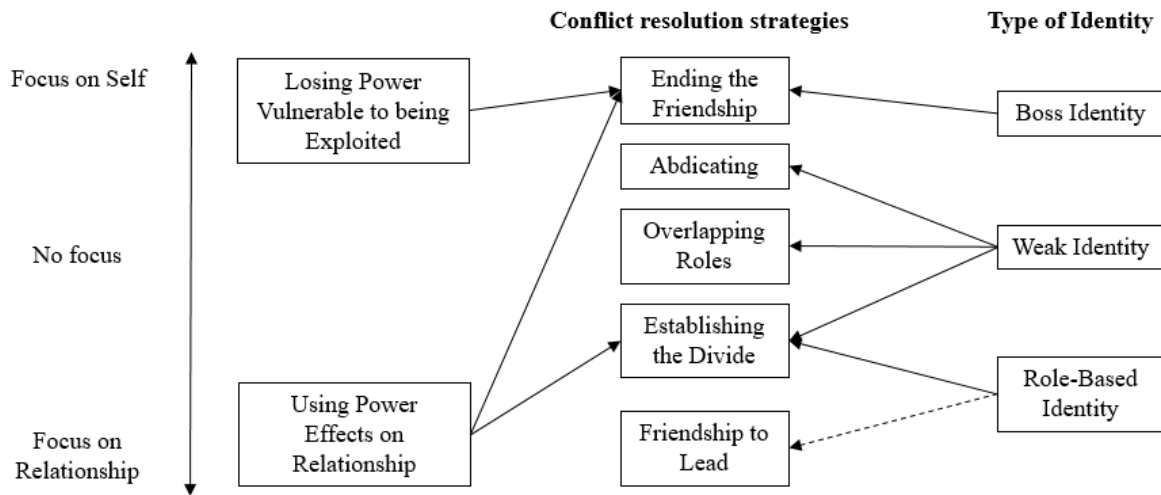 Conflict resolution strategies
Type of Identity
Focus on Self
Losing Power
Vulnerable to being
Exploited
Ending the
Friendship
Boss Identity
Abdicating
No focus
Overlapping
Roles
Weak Identity
Establishing
the Divide
Role-Based
Identity
Focus on
Relationship
Using Power
Effects on
Relationship
Friendship to
Lead